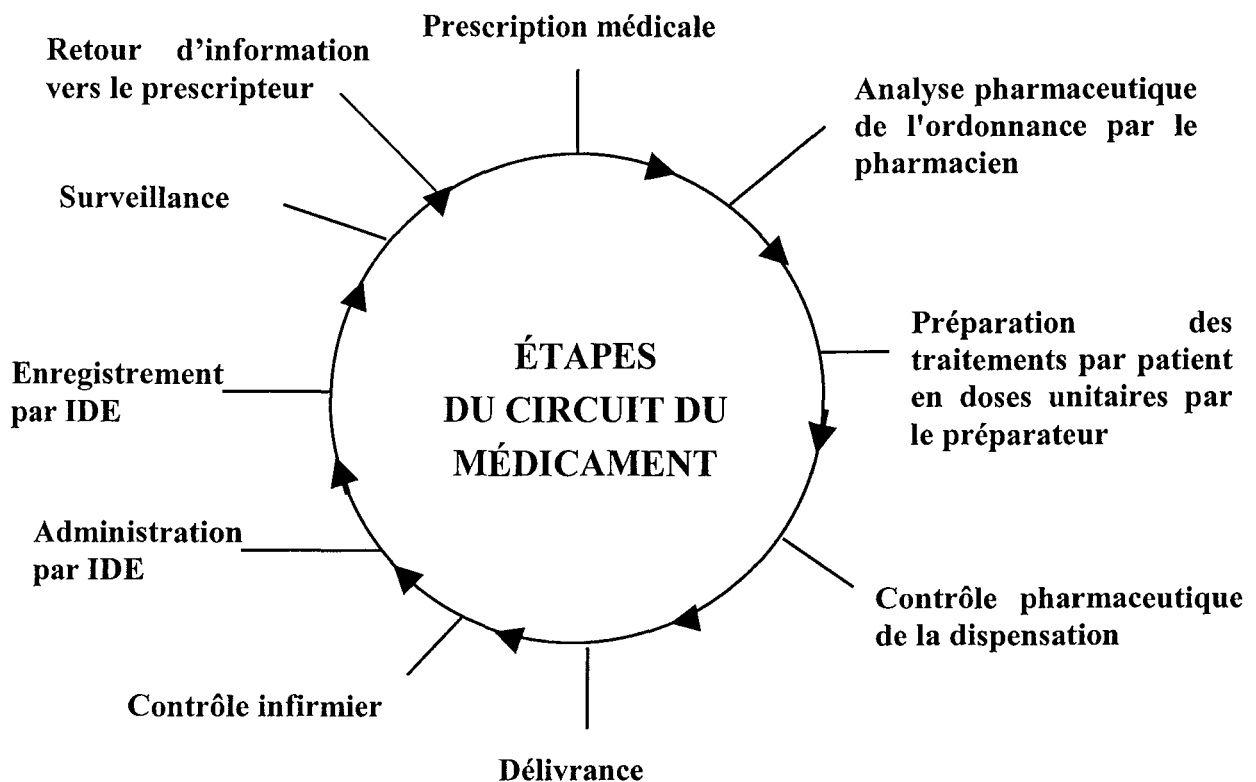 Prescription médicale
Retour d'information
vers le prescripteur
Analyse pharmaceutique
de l'ordonnance par le
pharmacien
Surveillance
Préparation des
traitements par patient
en doses unitaires par
le préparateur
ÉTAPES
DU CIRCUIT DU
MÉDICAMENT
Enregistrement
par IDE
Administration
par IDE
Contrôle pharmaceutique
de la dispensation
Contrôle infirmier
Délivrance